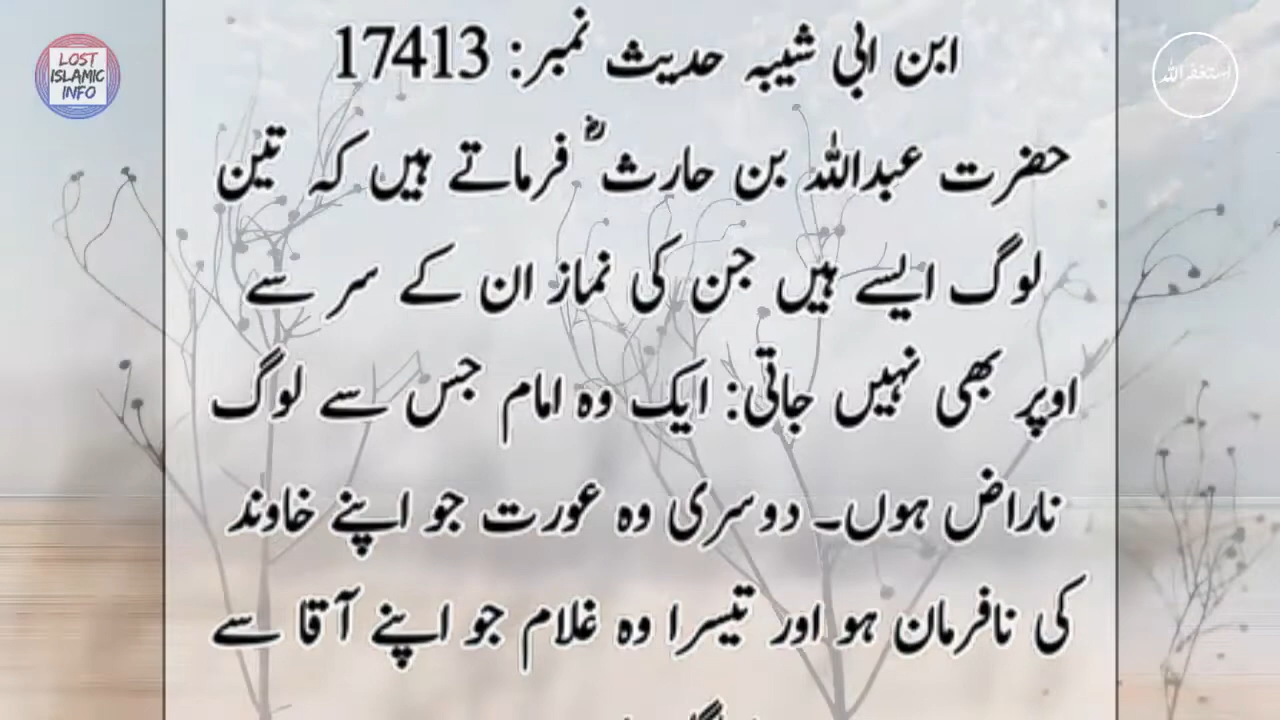 LOST
ISLAMIC
INFO
استغفر الله
ابن ابی شیبہ حدیث نمبر: 17413
حضرت عبداللہ بن حارثؓ فرماتے ہیں کہ تین
لوگ ایسے ہیں جن کی نماز ان کے سر سے
اوپر بھی نہیں جاتی: ایک وہ امام جس سے لوگ
ناراض ہوں۔ دوسری وہ عورت جو اپنے خاوند
کی نافرمان ہو اور تیسرا وہ غلام جو اپنے آقا سے